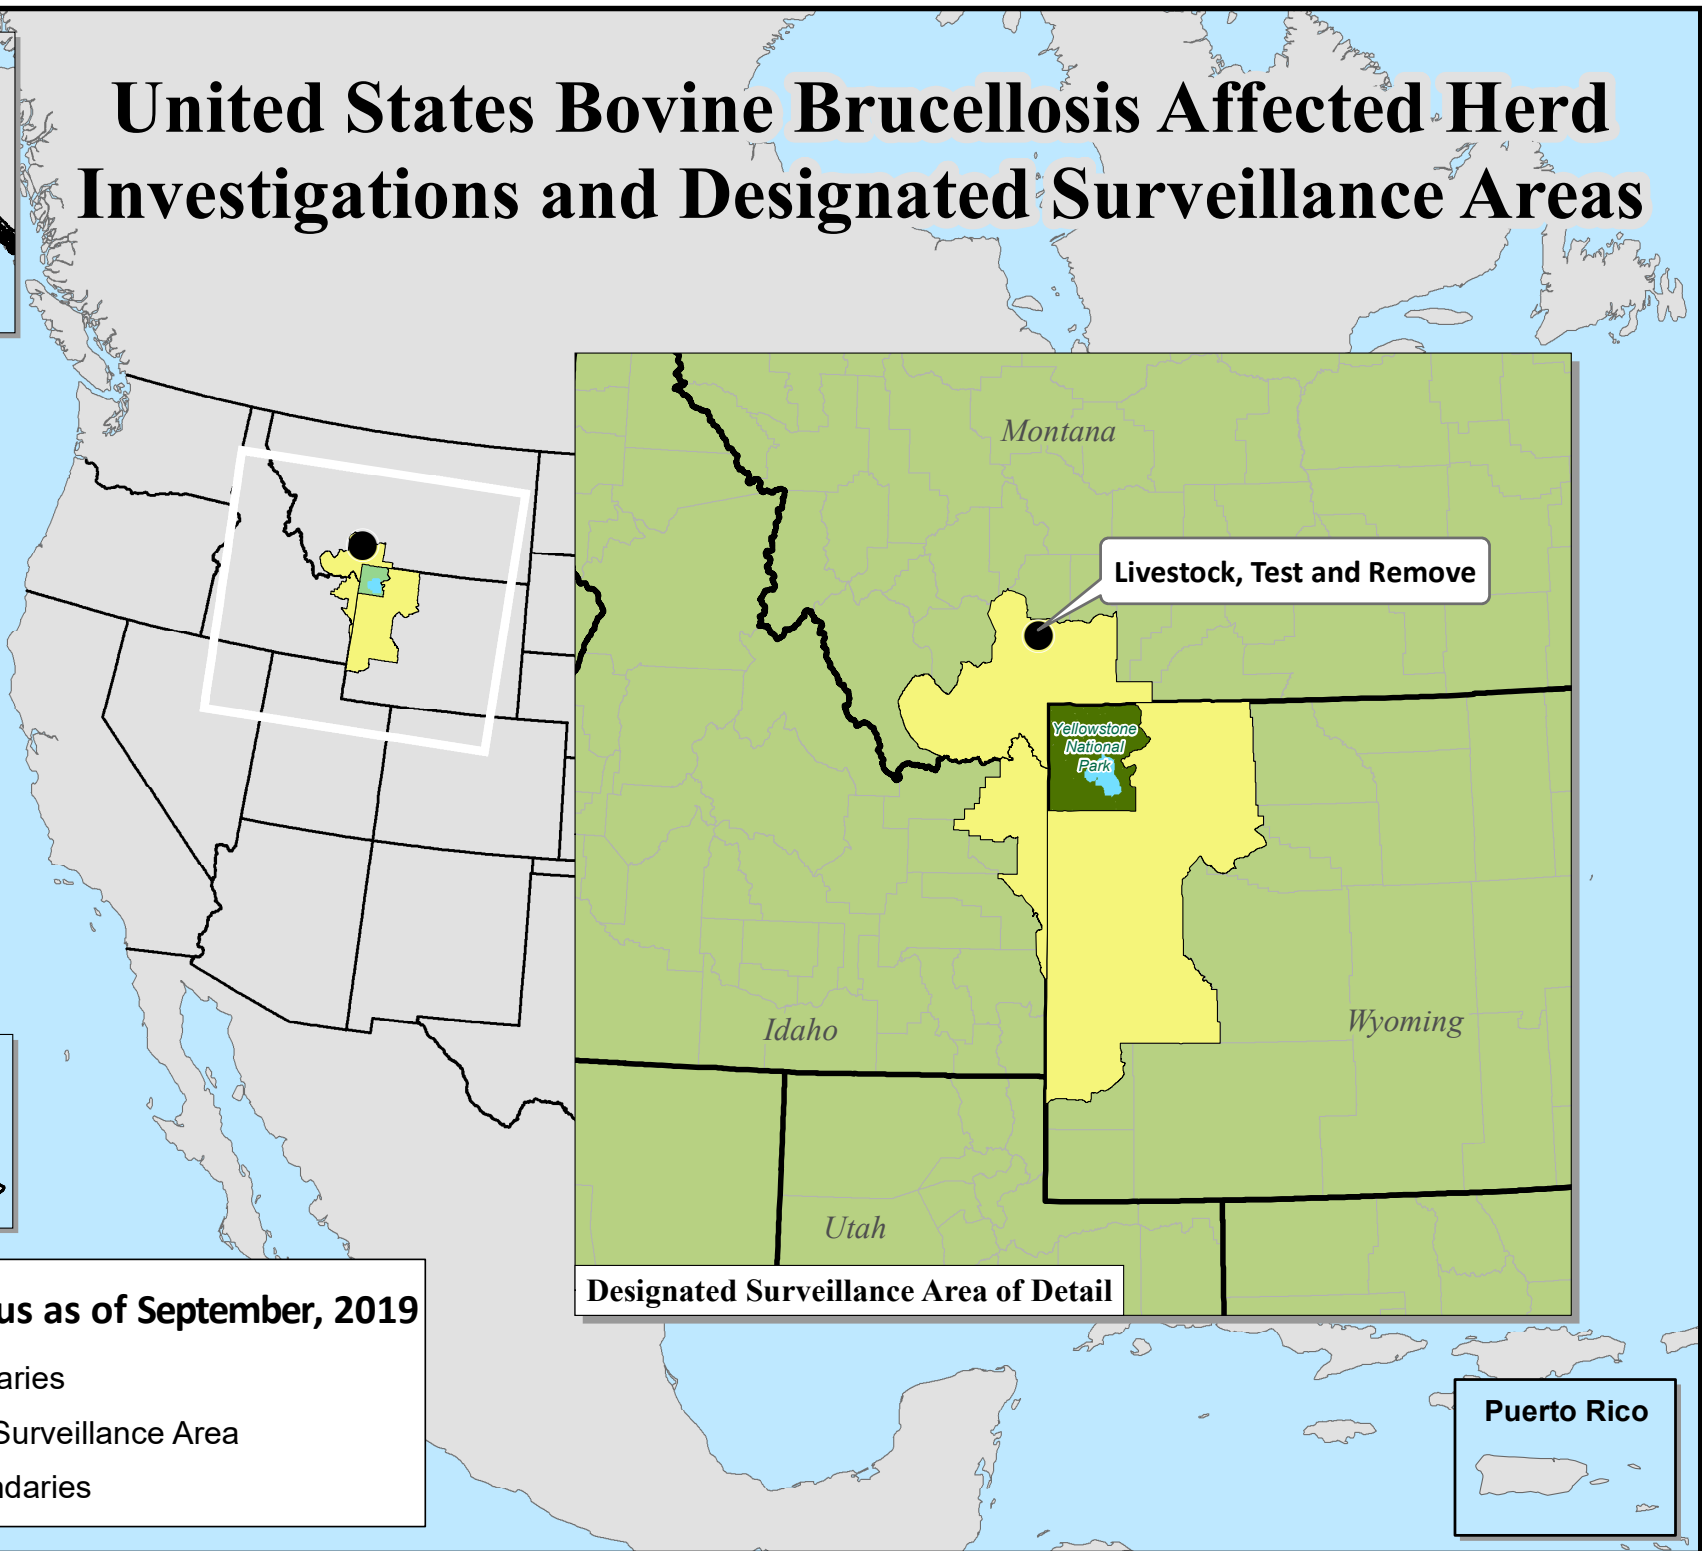 United States Bovine Brucellosis Affected Herd
Investigations and Designated Surveillance Areas
Montana
Livestock, Test and Remove
Yellowstone
National
Park
Idaho
Wyoming
Utah
Designated Surveillance Area of Detail
us as of September, 2019
aries
Surveillance Area
ndaries
Puerto Rico